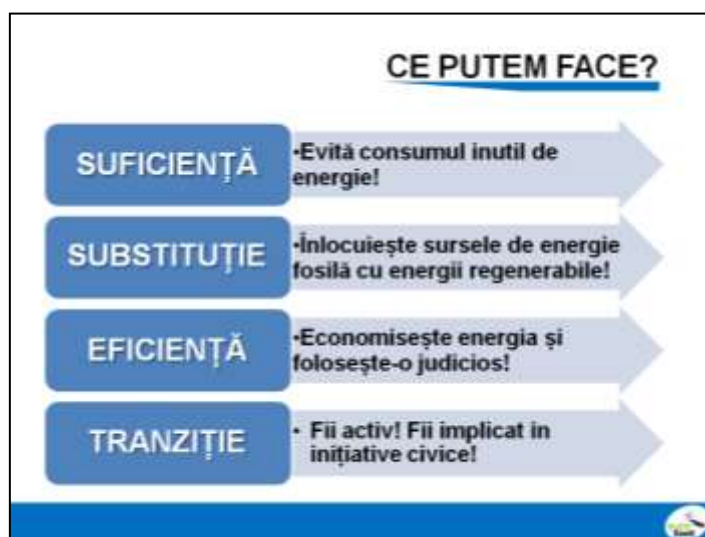 CE PUTEM FACE?
SUFICIENȚĂ
•Evită consumul inutil de
energie!
SUBSTITUȚIE
•Înlocuiește sursele de energie
fosilă cu energii regenerabile!
EFICIENȚĂ
•Economisește energia și
folosește-o judicios!
TRANZIȚIE
• Fii activ! Fii implicat in
inițiative civice!